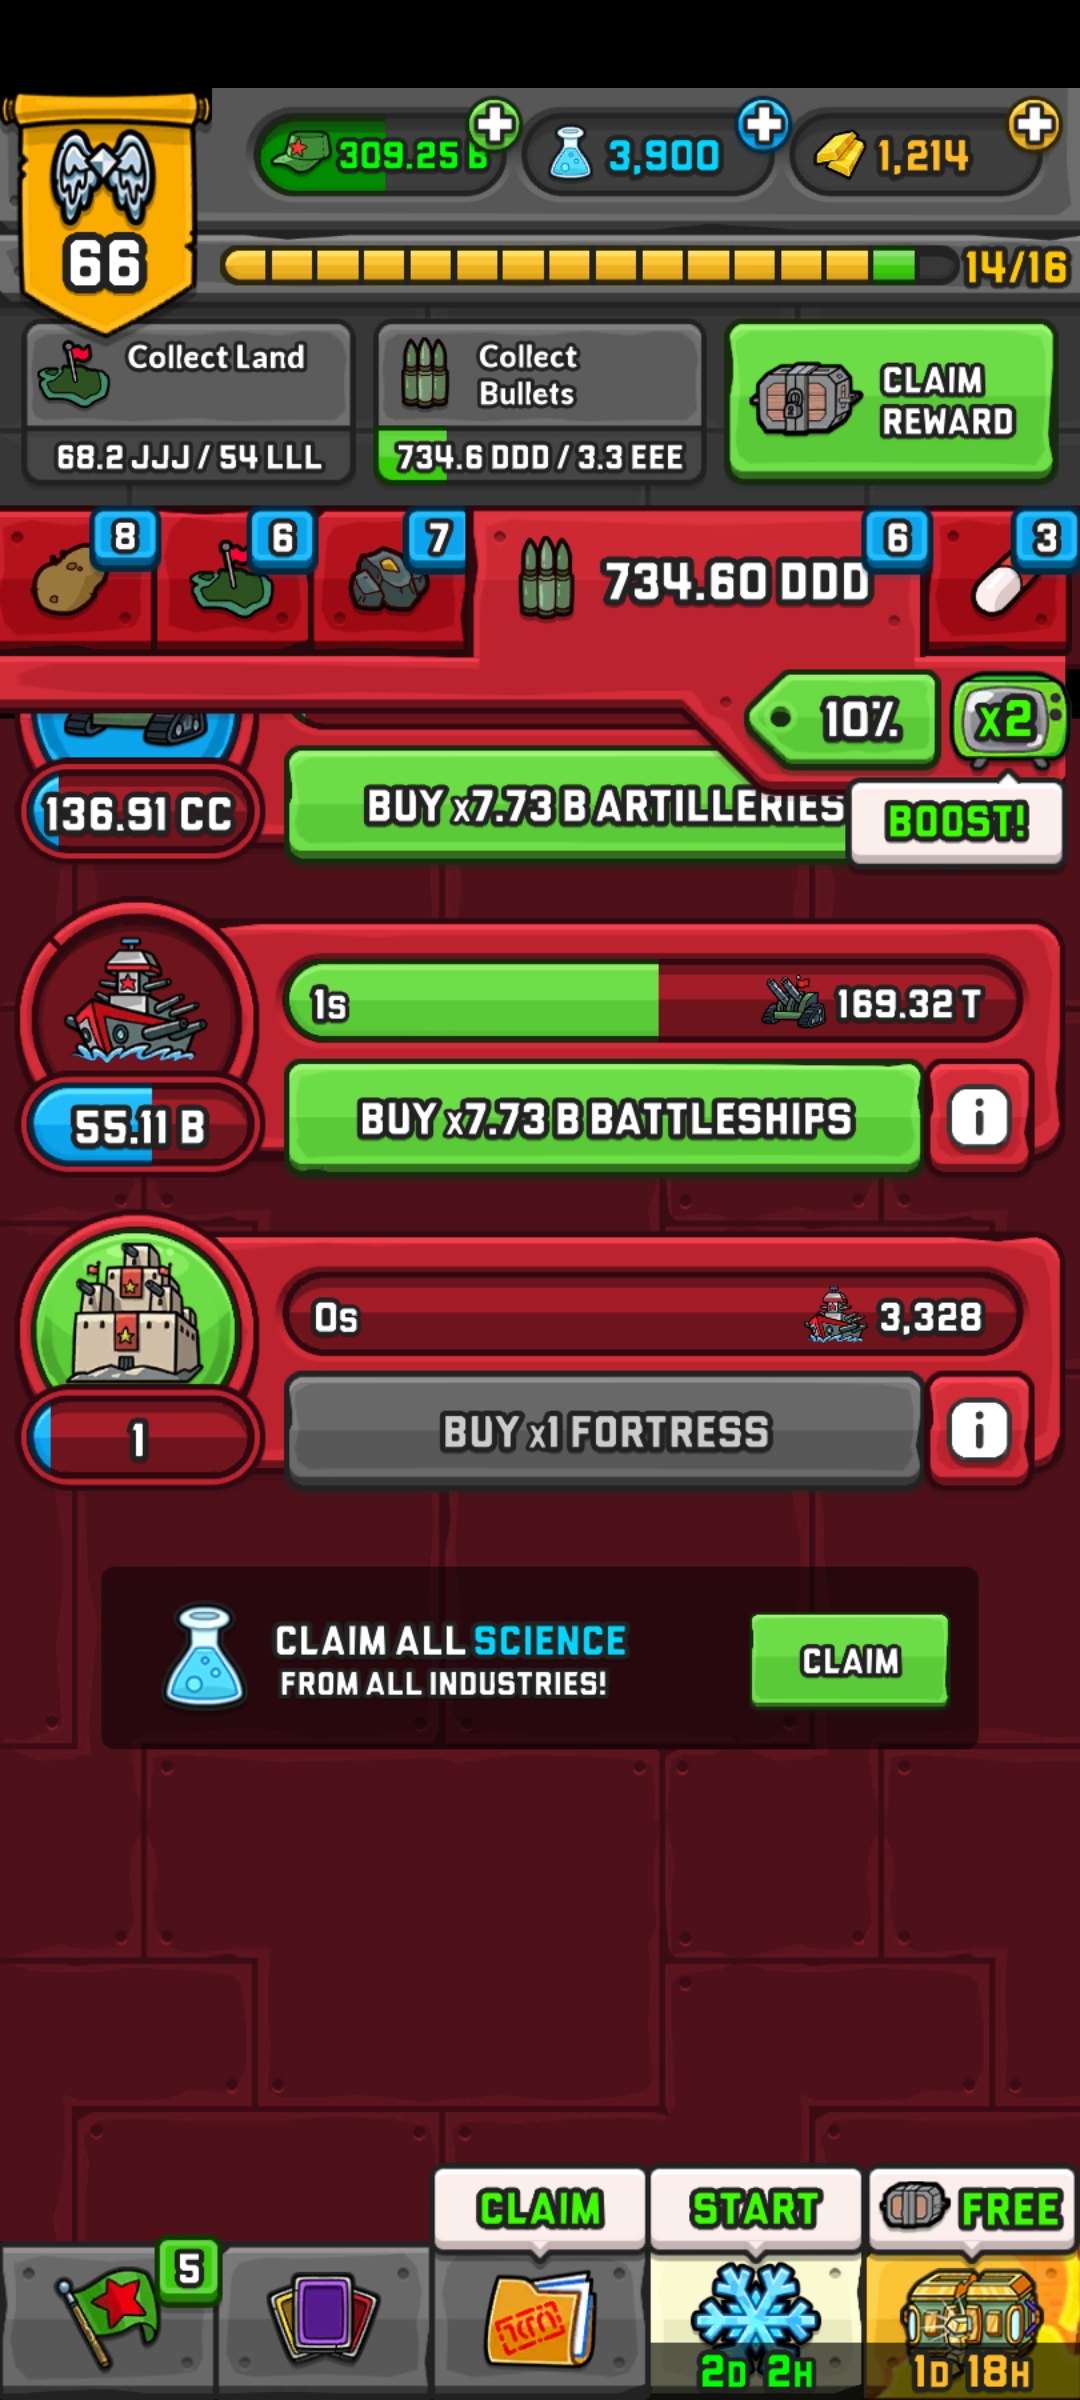 309.25 B
3,900
1,214
66
14/16
Collect Land
68.2 JJJ / 54 LLL
Collect
Bullets
734.6 DDD / 3.3 EEE
CLAIM
REWARD
8
6
7
734.60 DDD
6
3
10%
x2
BOOST!
136.91 CC
BUY x7.73 B ARTILLERIES
1s
169.32 T
55.11 B
BUY x7.73 B BATTLESHIPS
i
0s
3,328
1
BUY x1 FORTRESS
i
CLAIM ALL SCIENCE
FROM ALL INDUSTRIES!
CLAIM
CLAIM
START
FREE
5
2D 2H
1D 18H